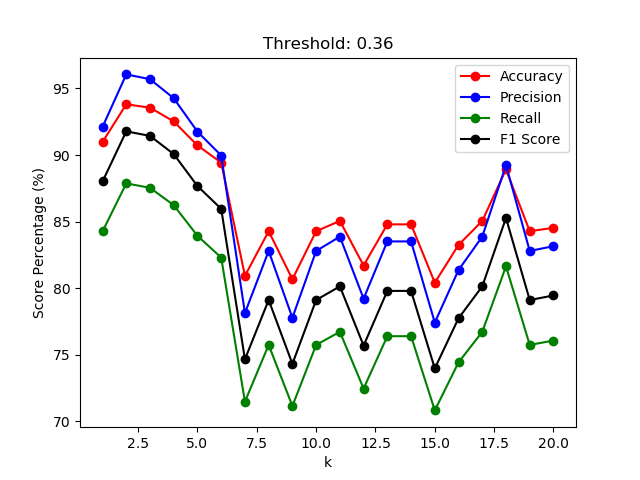 Threshold: 0.36
Accuracy
Precision
Recall
F1 Score
Score Percentage (%)
95
90
85
80
75
70
2.5 5.0 7.5 10.0 12.5 15.0 17.5 20.0
k